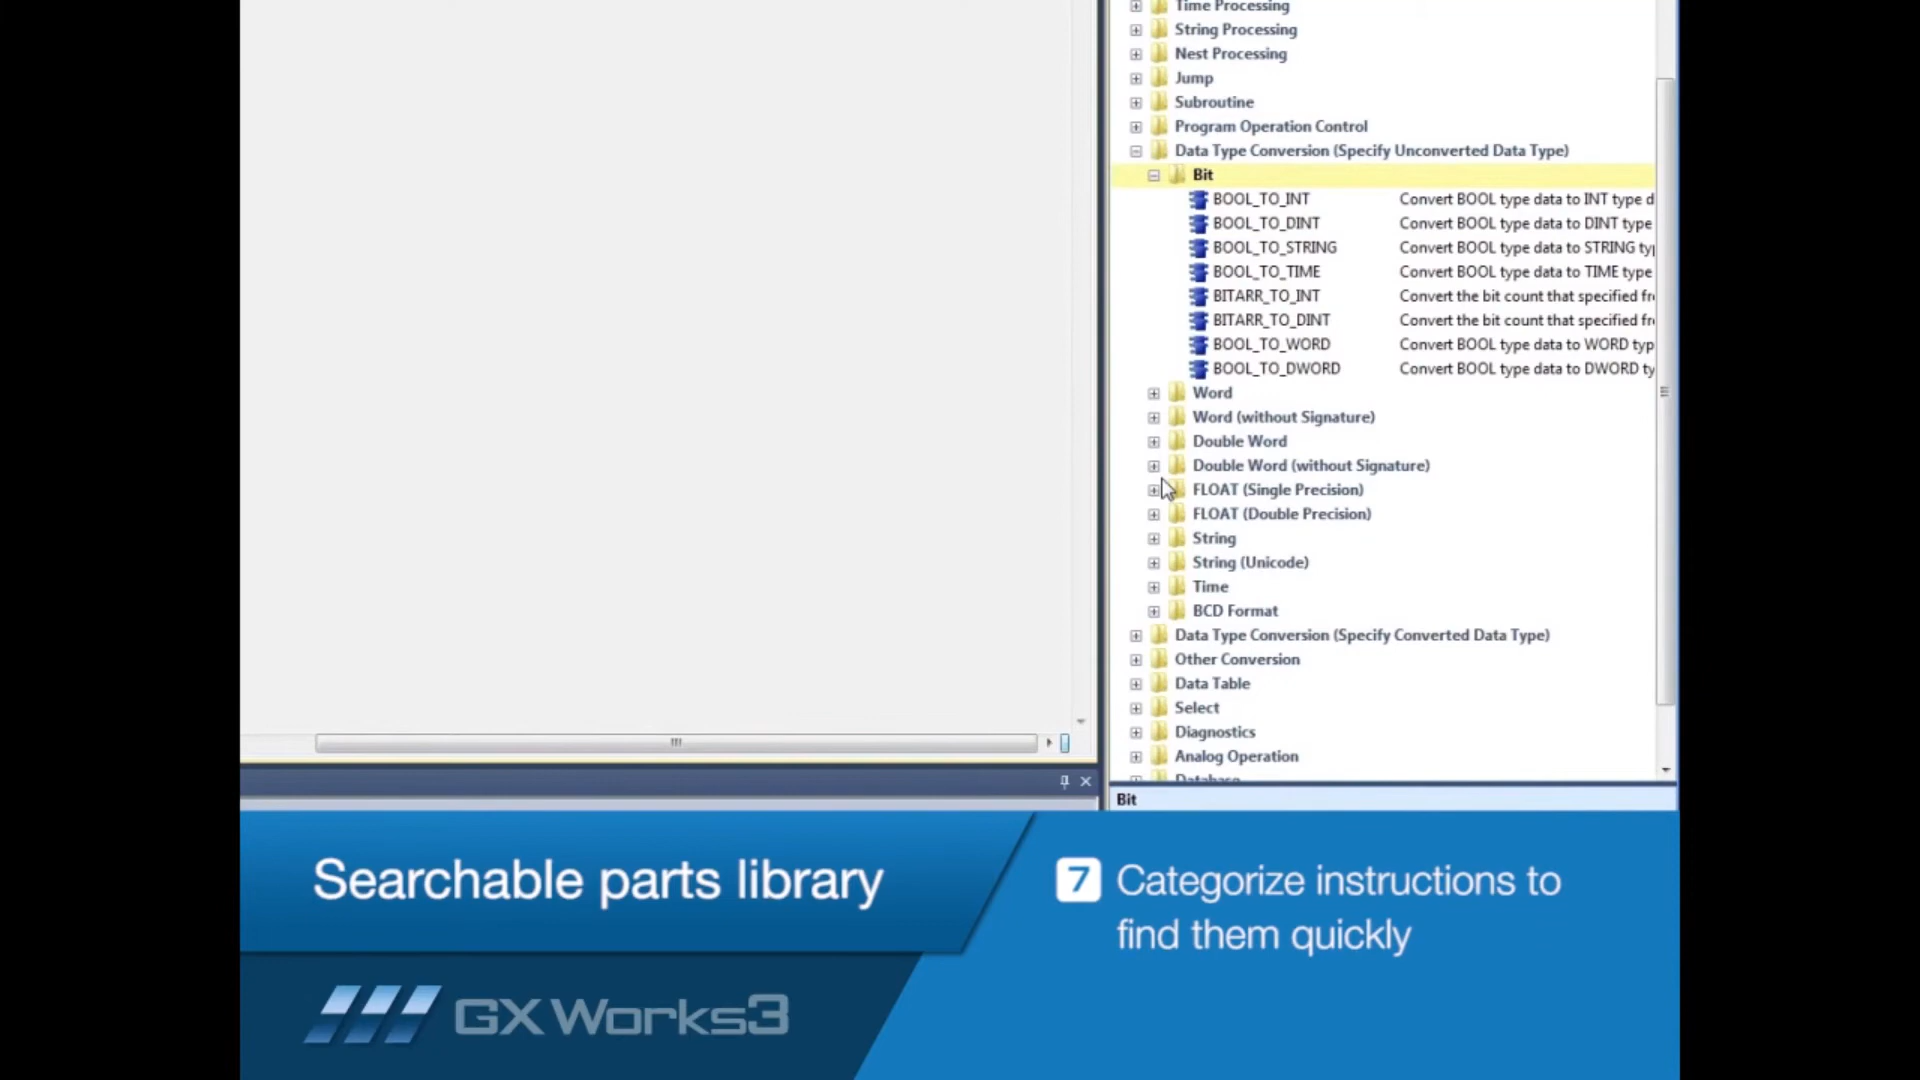 Time Processing
String Processing
Nest Processing
Jump
Subroutine
Program Operation Control
Data Type Conversion (Specify Unconverted Data Type)
Bit
BOOL_TO_INT Convert BOOL type data to INT type d
BOOL_TO_DINT Convert BOOL type data to DINT type
BOOL_TO_STRING Convert BOOL type data to STRING ty
BOOL_TO_TIME Convert BOOL type data to TIME type
BITARR_TO_INT Convert the bit count that specified fr
BITARR_TO_DINT Convert the bit count that specified fr
BOOL_TO_WORD Convert BOOL type data to WORD typ
BOOL_TO_DWORD Convert BOOL type data to DWORD ty
Word
Word (without Signature)
Double Word
Double Word (without Signature)
FLOAT (Single Precision)
FLOAT (Double Precision)
String
String (Unicode)
Time
BCD Format
Data Type Conversion (Specify Converted Data Type)
Other Conversion
Data Table
Select
Diagnostics
Analog Operation
Database
Bit
Searchable parts library
7 Categorize instructions to
find them quickly
GX Works3